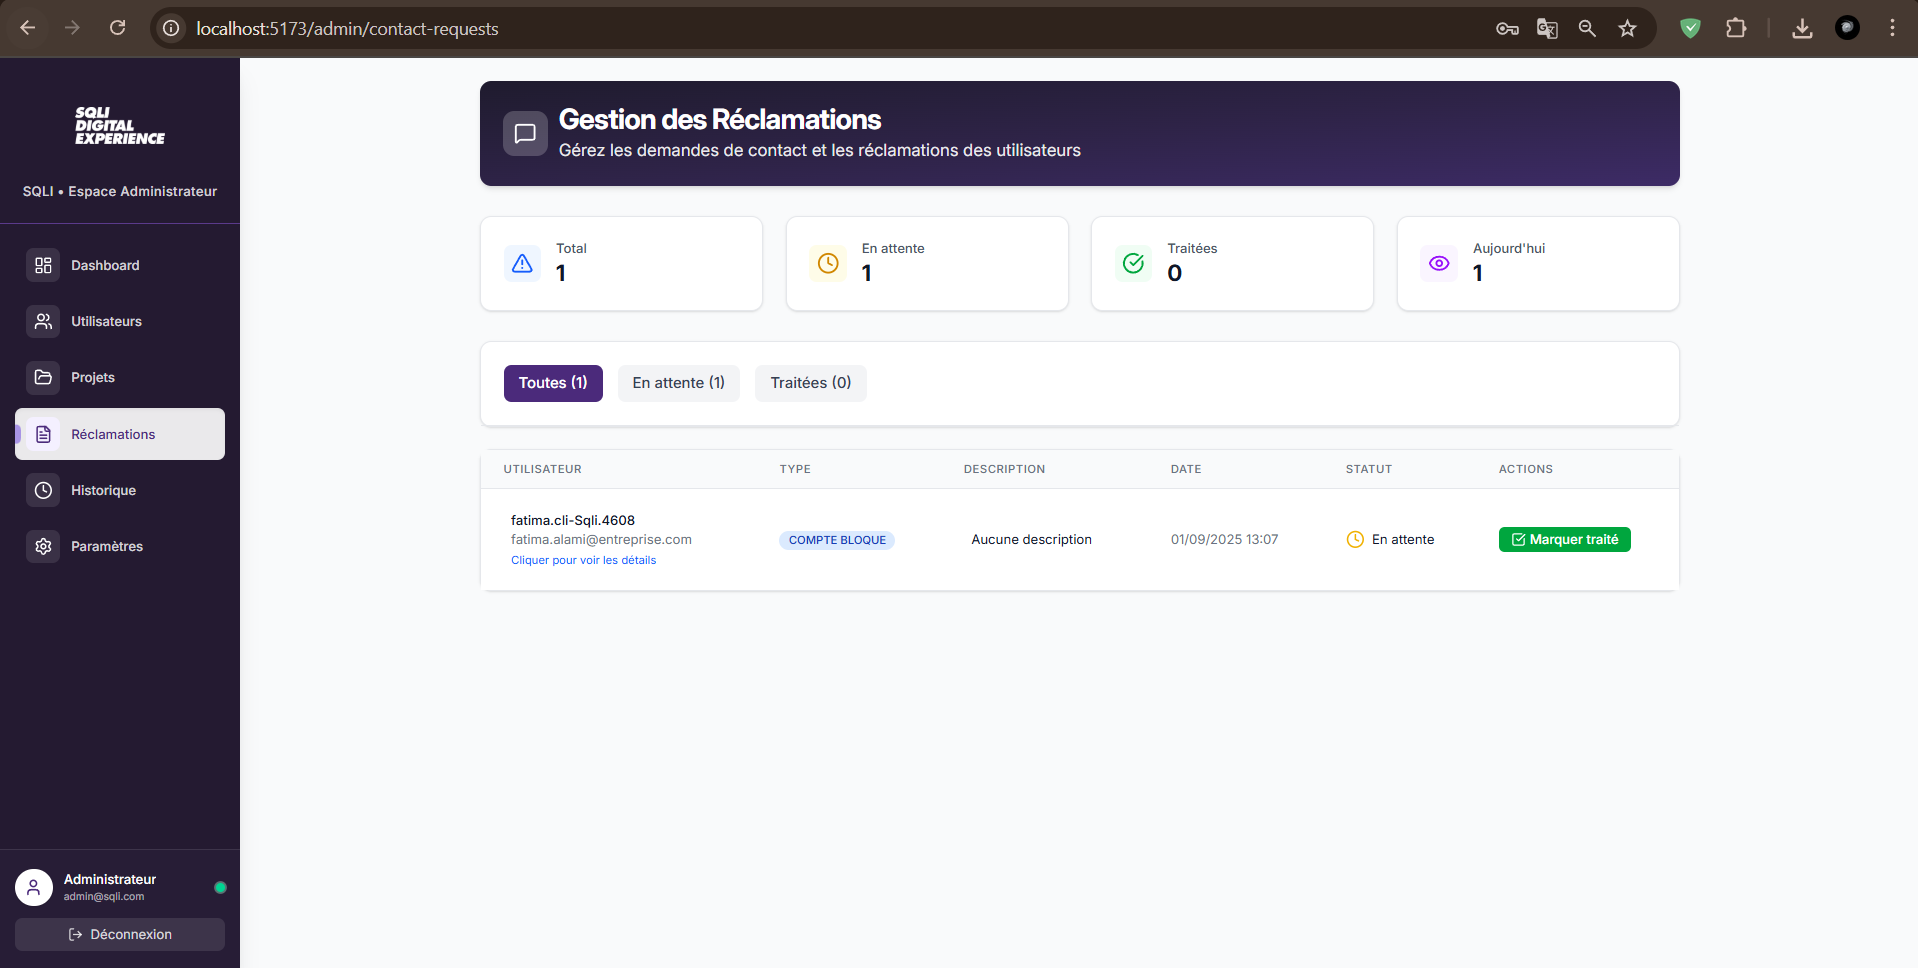 localhost:5173/admin/contact-requests
SQLI
DIGITAL
EXPERIENCE
SQLI • Espace Administrateur
Dashboard
Utilisateurs
Projets
Réclamations
Historique
Paramètres
Administrateur
admin@sqli.com
Déconnexion
Gestion des Réclamations
Gérez les demandes de contact et les réclamations des utilisateurs
Total
1
En attente
1
Traitées
0
Aujourd'hui
1
Toutes (1) En attente (1) Traitées (0)
UTILISATEUR TYPE DESCRIPTION DATE STATUT ACTIONS
fatima.cli-Sqli.4608
fatima.alami@entreprise.com
Cliquer pour voir les détails
COMPTE BLOQUE
Aucune description
01/09/2025 13:07
En attente
Marquer traité